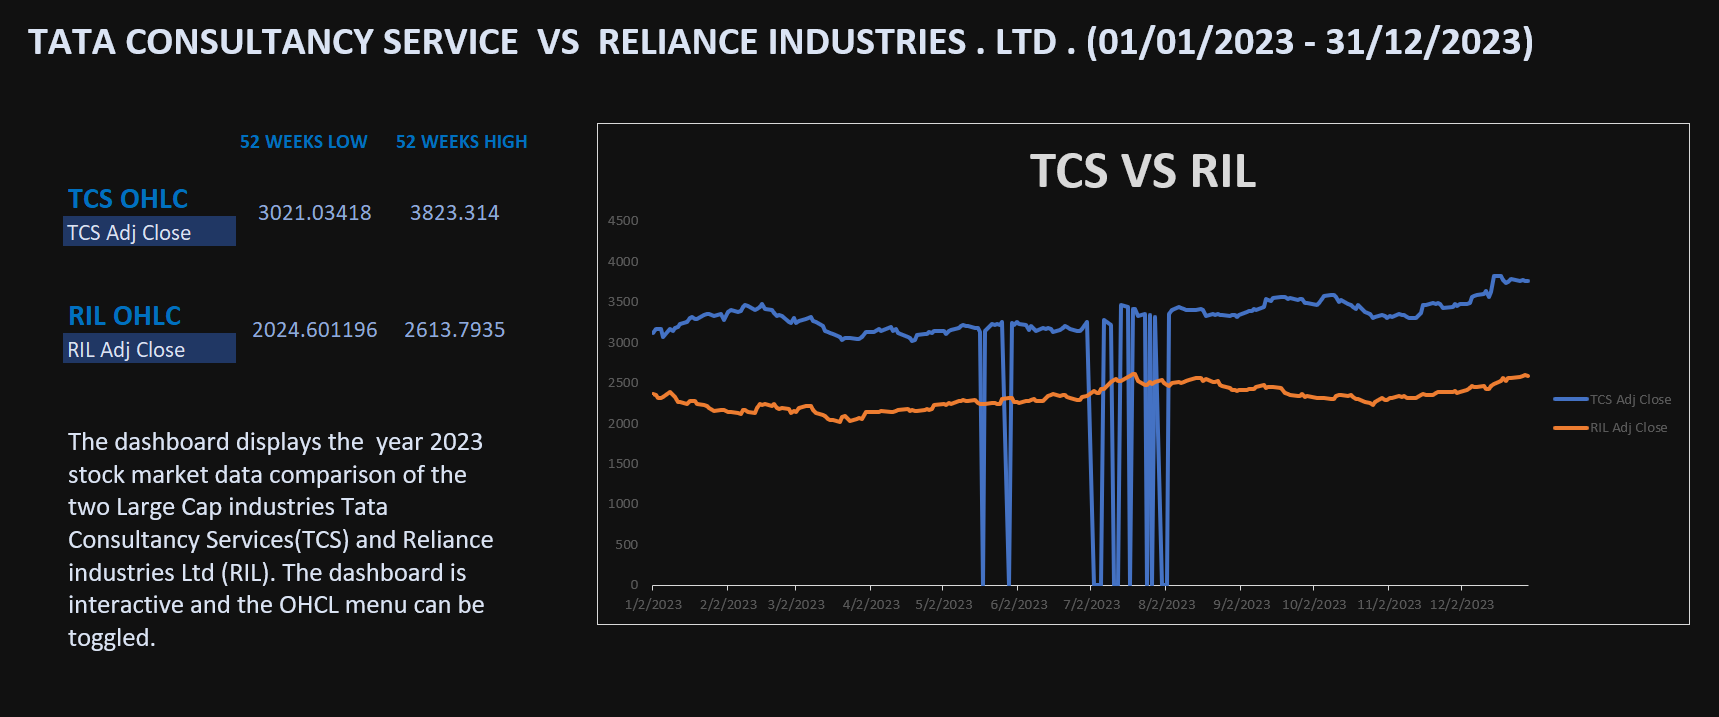 TATA CONSULTANCY SERVICE  VS  RELIANCE INDUSTRIES . LTD . (01/01/2023 - 31/12/2023)
52 WEEKS LOW 52 WEEKS HIGH
TCS OHLC
3021.03418 3823.314
TCS Adj Close
RIL OHLC
2024.601196 2613.7935
RIL Adj Close
The dashboard displays the  year 2023
stock market data comparison of the
two Large Cap industries Tata
Consultancy Services(TCS) and Reliance
industries Ltd (RIL). The dashboard is
interactive and the OHCL menu can be
toggled.
TCS VS RIL
4500
4000
3500
3000
2500
2000
1500
1000
500
0
1/2/2023 2/2/2023 3/2/2023 4/2/2023 5/2/2023 6/2/2023 7/2/2023 8/2/2023 9/2/2023 10/2/2023 11/2/2023 12/2/2023
TCS Adj Close
RIL Adj Close